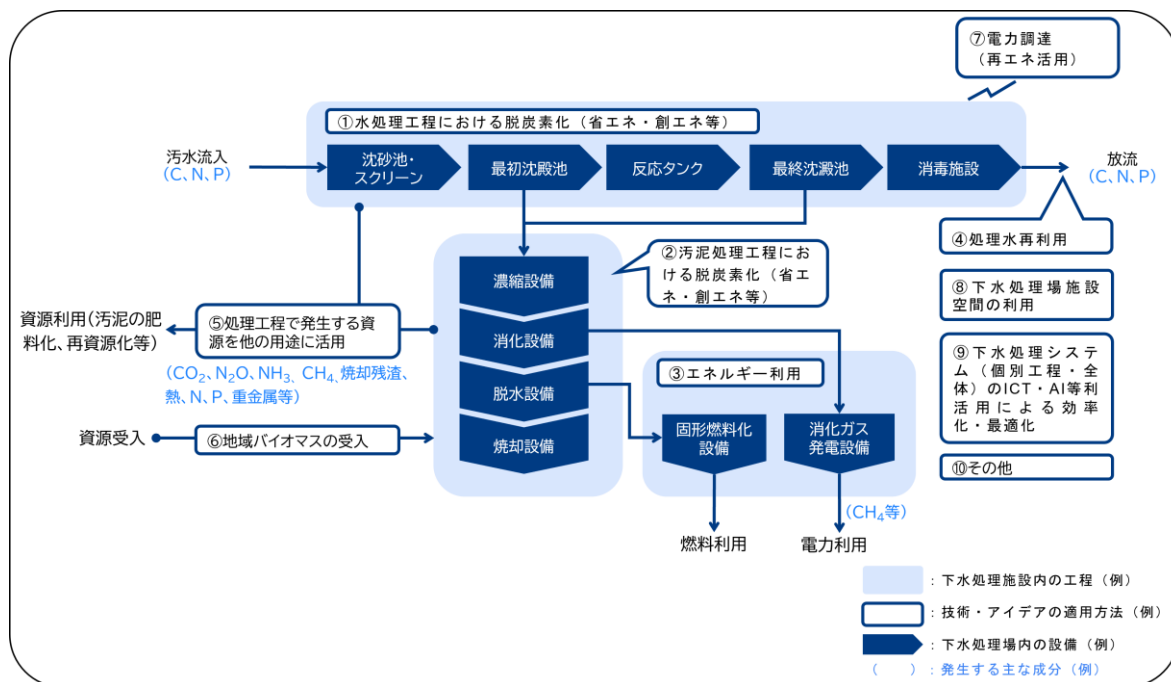 ⑦電力調達
（再エネ活用）
①水処理工程における脱炭素化（省エネ・創エネ等）
汚水流入
（C、N、P）
沈砂池・
スクリーン
最初沈殿池
反応タンク
最終沈澱池
消毒施設
放流
（C、N、P）
④処理水再利用
②汚泥処理工程にお
ける脱炭素化（省エ
ネ・創エネ等）
濃縮設備
消化設備
脱水設備
焼却設備
⑧下水処理場施設
空間の利用
資源利用（汚泥の肥
料化、再資源化等）
⑤処理工程で発生する資
源を他の用途に活用
（CO₂、N₂O、NH₃、CH₄、焼却残渣、
熱、N、P、重金属等）
③エネルギー利用
⑨下水処理システ
ム（個別工程・全
体）のICT・AI等利
活用による効率
化・最適化
資源受入
⑥地域バイオマスの受入
固形燃料化
設備
消化ガス
発電設備
⑩その他
（CH₄等）
燃料利用
電力利用
：下水処理施設内の工程（例）
：技術・アイデアの適用方法（例）
：下水処理場内の設備（例）
（　　）：発生する主な成分（例）